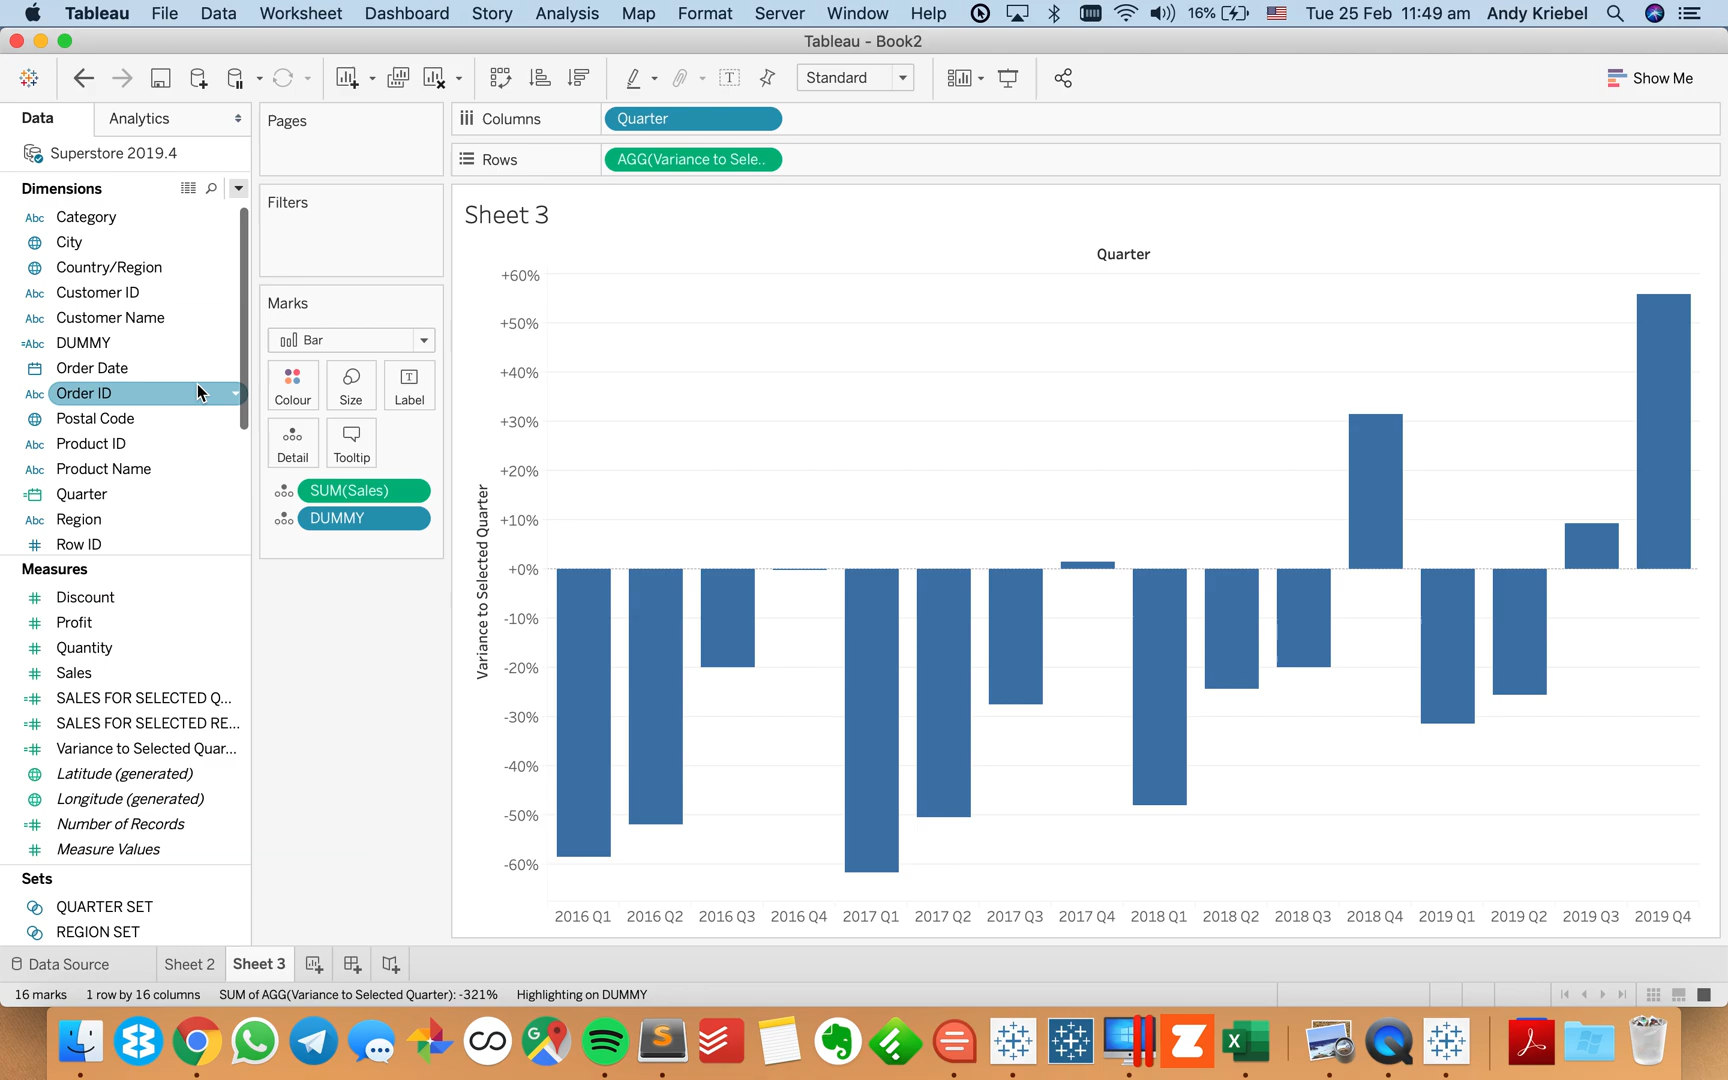 Tableau File Data Worksheet Dashboard Story Analysis Map Format Server Window Help 16% Tue 25 Feb 11:49 am Andy Kriebel
Tableau - Book2
Standard Show Me
Data Analytics
Pages
Columns Quarter
Superstore 2019.4
Rows AGG(Variance to Sele..
Dimensions
Filters
Abc Category
City
Country/Region
Abc Customer ID
Abc Customer Name
=Abc DUMMY
Order Date
Abc Order ID
Postal Code
Abc Product ID
Abc Product Name
Quarter
Abc Region
# Row ID
Measures
# Discount
# Profit
# Quantity
# Sales
=# SALES FOR SELECTED Q...
=# SALES FOR SELECTED RE...
=# Variance to Selected Quar...
Latitude (generated)
Longitude (generated)
=# Number of Records
# Measure Values
Sets
QUARTER SET
REGION SET
Marks
Bar
Colour Size Label
Detail Tooltip
SUM(Sales)
DUMMY
Sheet 3
Quarter
Variance to Selected Quarter
+60%
+50%
+40%
+30%
+20%
+10%
+0%
-10%
-20%
-30%
-40%
-50%
-60%
2016 Q1 2016 Q2 2016 Q3 2016 Q4 2017 Q1 2017 Q2 2017 Q3 2017 Q4 2018 Q1 2018 Q2 2018 Q3 2018 Q4 2019 Q1 2019 Q2 2019 Q3 2019 Q4
Data Source Sheet 2 Sheet 3
16 marks 1 row by 16 columns SUM of AGG(Variance to Selected Quarter): -321% Highlighting on DUMMY